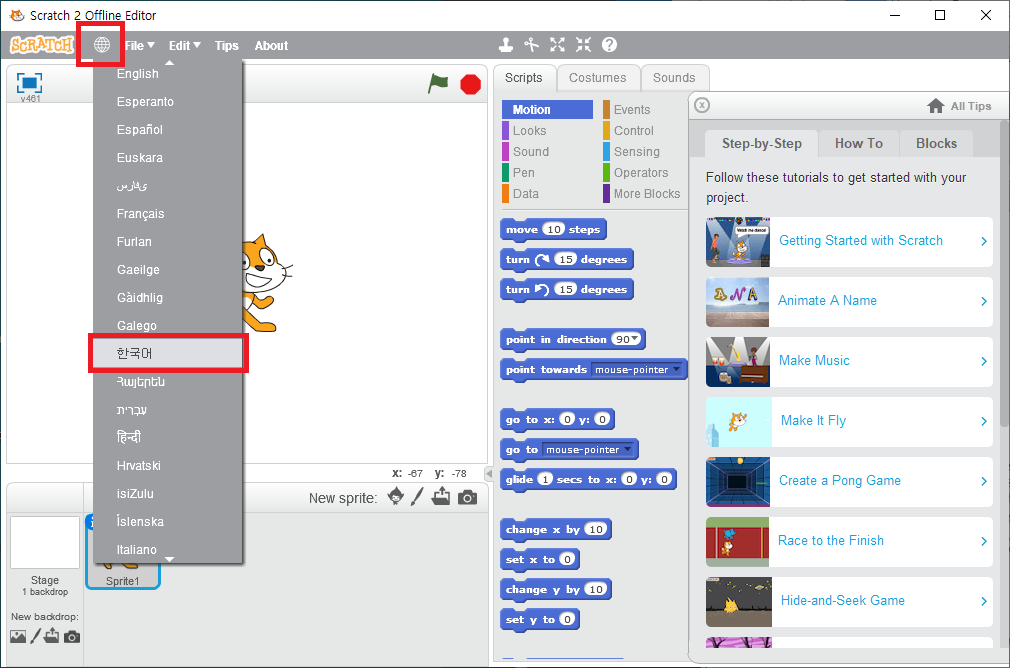 Scratch 2 Offline Editor
SCRATCH
File
Edit
Tips
About
v461
English
Esperanto
Español
Euskara
فارسی
Français
Furlan
Gaeilge
Gàidhlig
Galego
한국어
Հայերեն
עִבְרִית
हिन्दी
Hrvatski
isiZulu
Íslenska
Italiano
x: -67 y: -78
New sprite:
Stage
1 backdrop
New backdrop:
Sprite1
Scripts
Costumes
Sounds
Motion
Looks
Sound
Pen
Data
Events
Control
Sensing
Operators
More Blocks
move 10 steps
turn 15 degrees
turn 15 degrees
point in direction 90
point towards mouse-pointer
go to x: 0 y: 0
go to mouse-pointer
glide 1 secs to x: 0 y: 0
change x by 10
set x to 0
change y by 10
set y to 0
All Tips
Step-by-Step
How To
Blocks
Follow these tutorials to get started with your
project.
Watch me dance!
Getting Started with Scratch
Animate A Name
Make Music
Make It Fly
Create a Pong Game
Race to the Finish
Hide-and-Seek Game